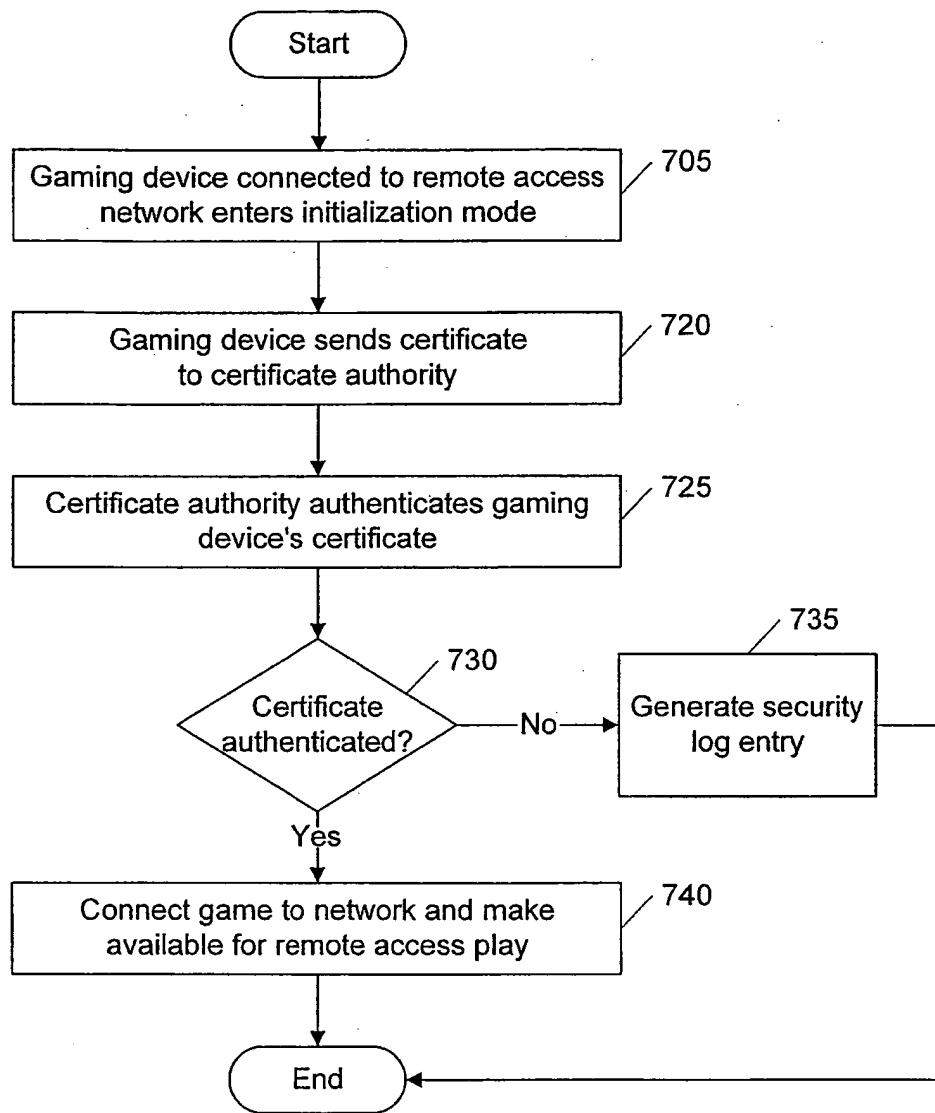 Start
Gaming device connected to remote access
network enters initialization mode
705
Gaming device sends certificate
to certificate authority
720
Certificate authority authenticates gaming
device's certificate
725
Certificate
authenticated?
730
No
Generate security
log entry
735
Yes
Connect game to network and make
available for remote access play
740
End